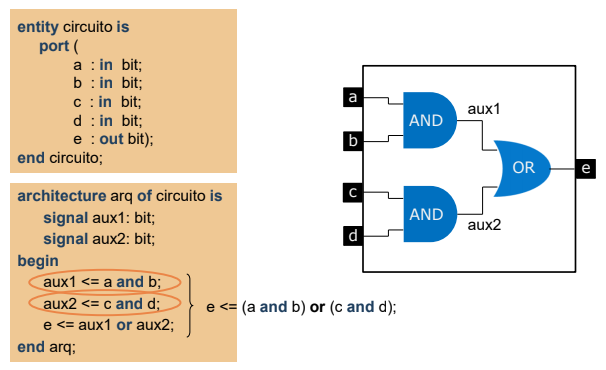 entity circuito is
port (
a : in bit;
b : in bit;
c : in bit;
d : in bit;
e : out bit);
end circuito;
architecture arq of circuito is
signal aux1: bit;
signal aux2: bit;
begin
aux1 <= a and b;
aux2 <= c and d;
e <= aux1 or aux2;
end arq;
e <= (a and b) or (c and d);
a
b
c
d
AND
AND
aux1
aux2
OR
e